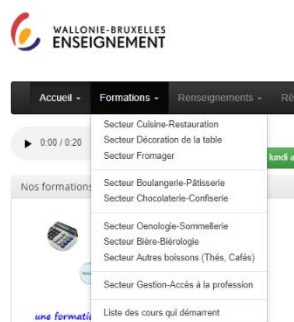 WALLONIE-BRUXELLES
ENSEIGNEMENT
Accueil
Formations
Renseignements
Ré
0:00 / 0:20
lundi a
Nos formations
Secteur Cuisine-Restauration
Secteur Décoration de la table
Secteur Fromager
Secteur Boulangerie-Pâtisserie
Secteur Chocolaterie-Confiserie
Secteur Oenologie-Sommellerie
Secteur Bière-Biérologie
Secteur Autres boissons (Thés, Cafés)
Secteur Gestion-Accès à la profession
Liste des cours qui démarrent
une formati